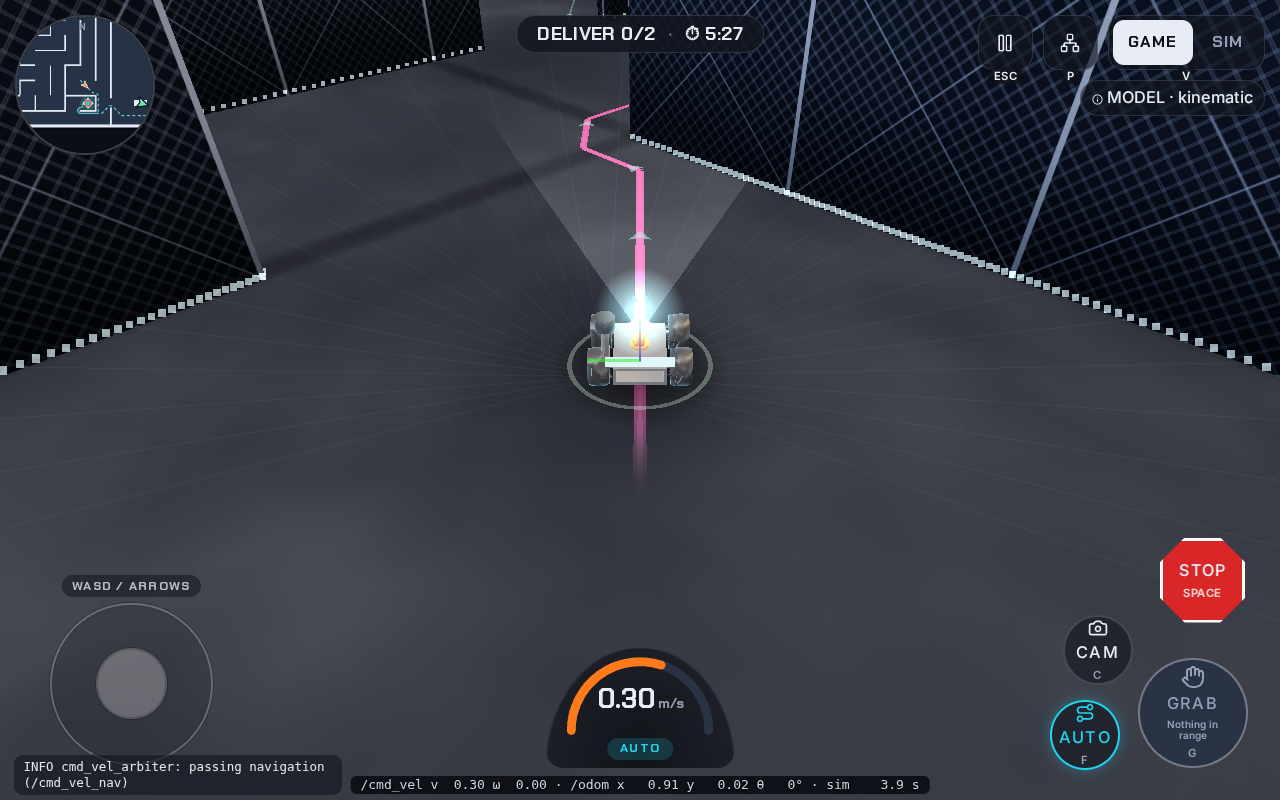 N
DELIVER 0/2 · ⏱ 5:27
ESC
P
GAME
SIM
V
MODEL · kinematic
WASD / ARROWS
STOP
SPACE
CAM
C
GRAB
Nothing in
range
G
AUTO
F
0.30 m/s
AUTO
INFO cmd_vel_arbiter: passing navigation
(/cmd_vel_nav)
/cmd_vel v 0.30 ω 0.00 · /odom x 0.91 y 0.02 θ 0° · sim 3.9 s